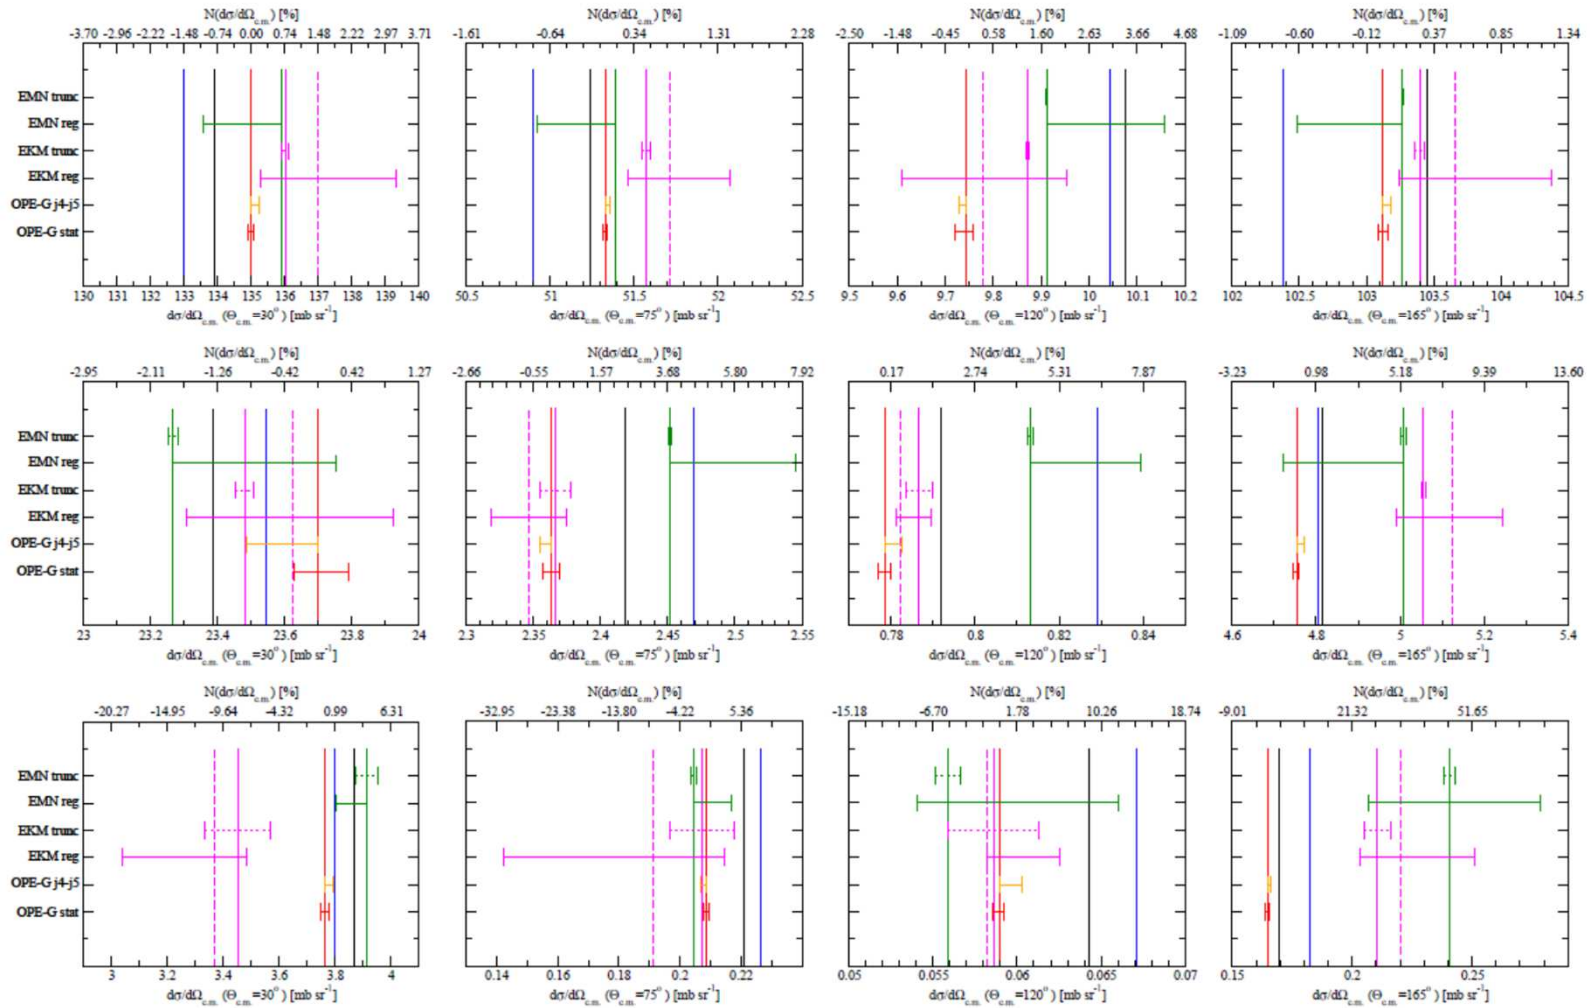 N(dσ/dΩc.m.) [%] N(dσ/dΩc.m.) [%] N(dσ/dΩc.m.) [%] N(dσ/dΩc.m.) [%]
-3.70 -2.96 -2.22 -1.48 -0.74 0.00 0.74 1.48 2.22 2.97 3.71 -1.61 -0.64 0.34 1.31 2.28 -2.50 -1.48 -0.45 0.58 1.60 2.63 3.66 4.68 -1.09 -0.60 -0.12 0.37 0.85 1.34
EMN trunc
EMN reg
EKM trunc
EKM reg
OPE-G j4-j5
OPE-G stat
130 131 132 133 134 135 136 137 138 139 140 50.5 51 51.5 52 52.5 9.5 9.6 9.7 9.8 9.9 10 10.1 10.2 102 102.5 103 103.5 104 104.5
dσ/dΩc.m. (Θc.m.=30°) [mb sr⁻¹] dσ/dΩc.m. (Θc.m.=75°) [mb sr⁻¹] dσ/dΩc.m. (Θc.m.=120°) [mb sr⁻¹] dσ/dΩc.m. (Θc.m.=165°) [mb sr⁻¹]
N(dσ/dΩc.m.) [%] N(dσ/dΩc.m.) [%] N(dσ/dΩc.m.) [%] N(dσ/dΩc.m.) [%]
-2.95 -2.11 -1.26 -0.42 0.42 1.27 -2.66 -0.55 1.57 3.68 5.80 7.92 0.17 2.74 5.31 7.87 -3.23 0.98 5.18 9.39 13.60
EMN trunc
EMN reg
EKM trunc
EKM reg
OPE-G j4-j5
OPE-G stat
23 23.2 23.4 23.6 23.8 24 2.3 2.35 2.4 2.45 2.5 2.55 0.78 0.8 0.82 0.84 4.6 4.8 5 5.2 5.4
dσ/dΩc.m. (Θc.m.=30°) [mb sr⁻¹] dσ/dΩc.m. (Θc.m.=75°) [mb sr⁻¹] dσ/dΩc.m. (Θc.m.=120°) [mb sr⁻¹] dσ/dΩc.m. (Θc.m.=165°) [mb sr⁻¹]
N(dσ/dΩc.m.) [%] N(dσ/dΩc.m.) [%] N(dσ/dΩc.m.) [%] N(dσ/dΩc.m.) [%]
-20.27 -14.95 -9.64 -4.32 0.99 6.31 -32.95 -23.38 -13.80 -4.22 5.36 -15.18 -6.70 1.78 10.26 18.74 -9.01 21.32 51.65
EMN trunc
EMN reg
EKM trunc
EKM reg
OPE-G j4-j5
OPE-G stat
3 3.2 3.4 3.6 3.8 4 0.14 0.16 0.18 0.2 0.22 0.05 0.055 0.06 0.065 0.07 0.15 0.2 0.25
dσ/dΩc.m. (Θc.m.=30°) [mb sr⁻¹] dσ/dΩc.m. (Θc.m.=75°) [mb sr⁻¹] dσ/dΩc.m. (Θc.m.=120°) [mb sr⁻¹] dσ/dΩc.m. (Θc.m.=165°) [mb sr⁻¹]